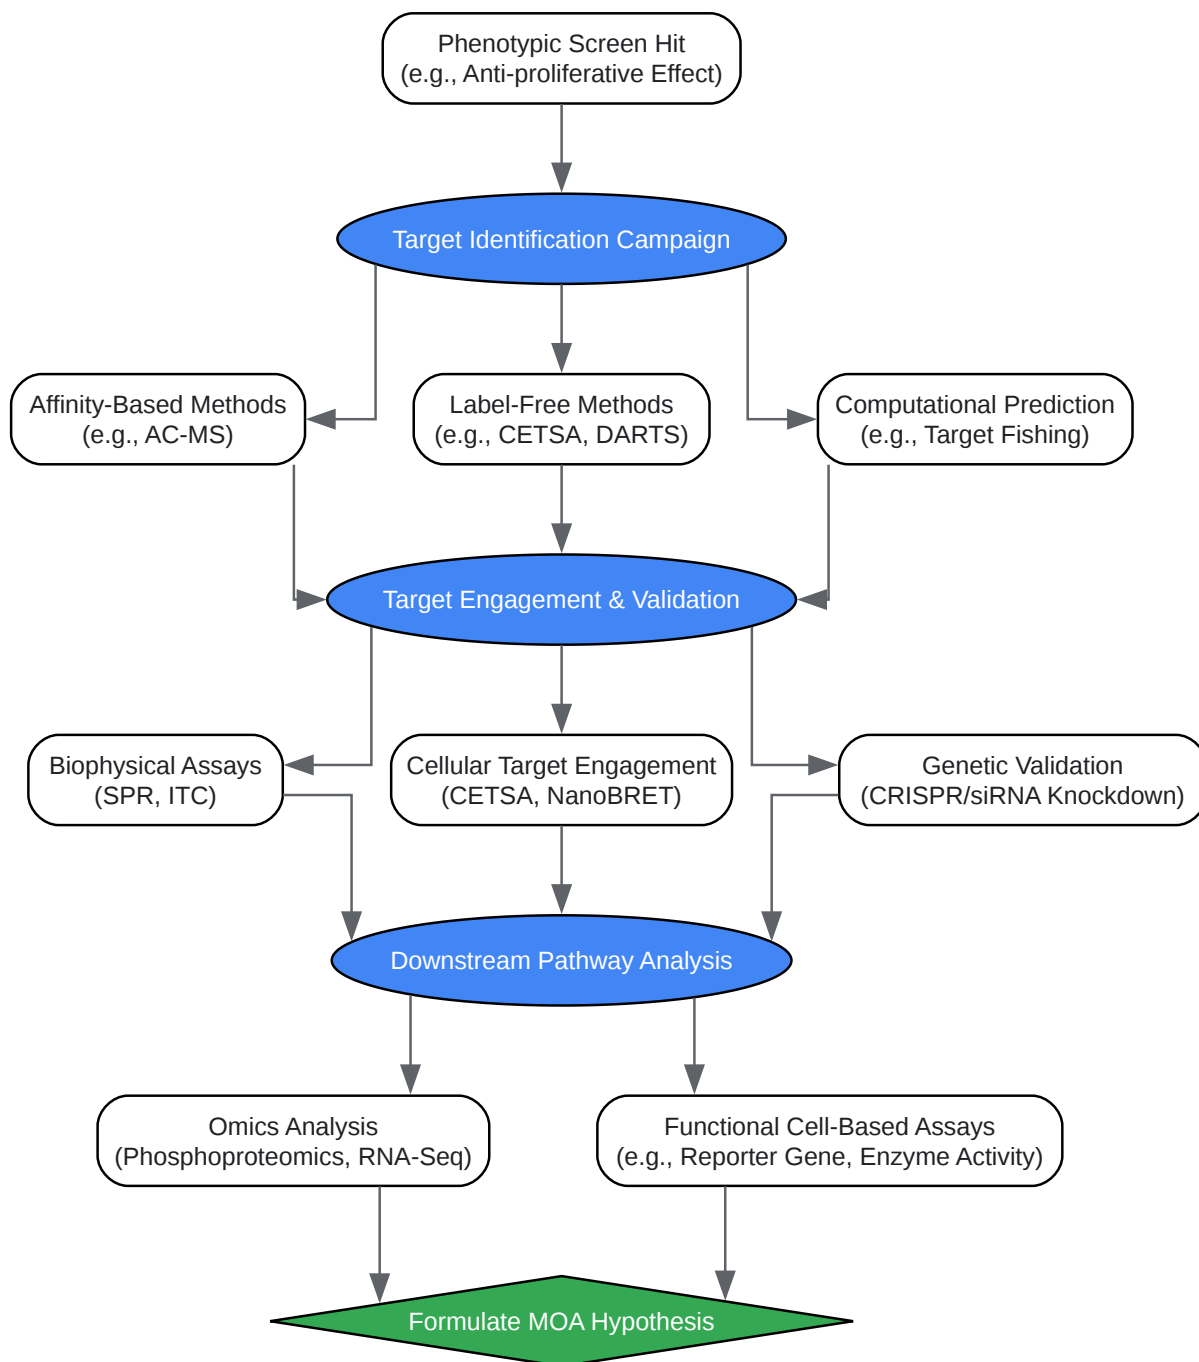 Phenotypic Screen Hit
(e.g., Anti-proliferative Effect)
Target Identification Campaign
Affinity-Based Methods
(e.g., AC-MS)
Label-Free Methods
(e.g., CETSA, DARTS)
Computational Prediction
(e.g., Target Fishing)
Target Engagement & Validation
Biophysical Assays
(SPR, ITC)
Cellular Target Engagement
(CETSA, NanoBRET)
Genetic Validation
(CRISPR/siRNA Knockdown)
Downstream Pathway Analysis
Omics Analysis
(Phosphoproteomics, RNA-Seq)
Functional Cell-Based Assays
(e.g., Reporter Gene, Enzyme Activity)
Formulate MOA Hypothesis